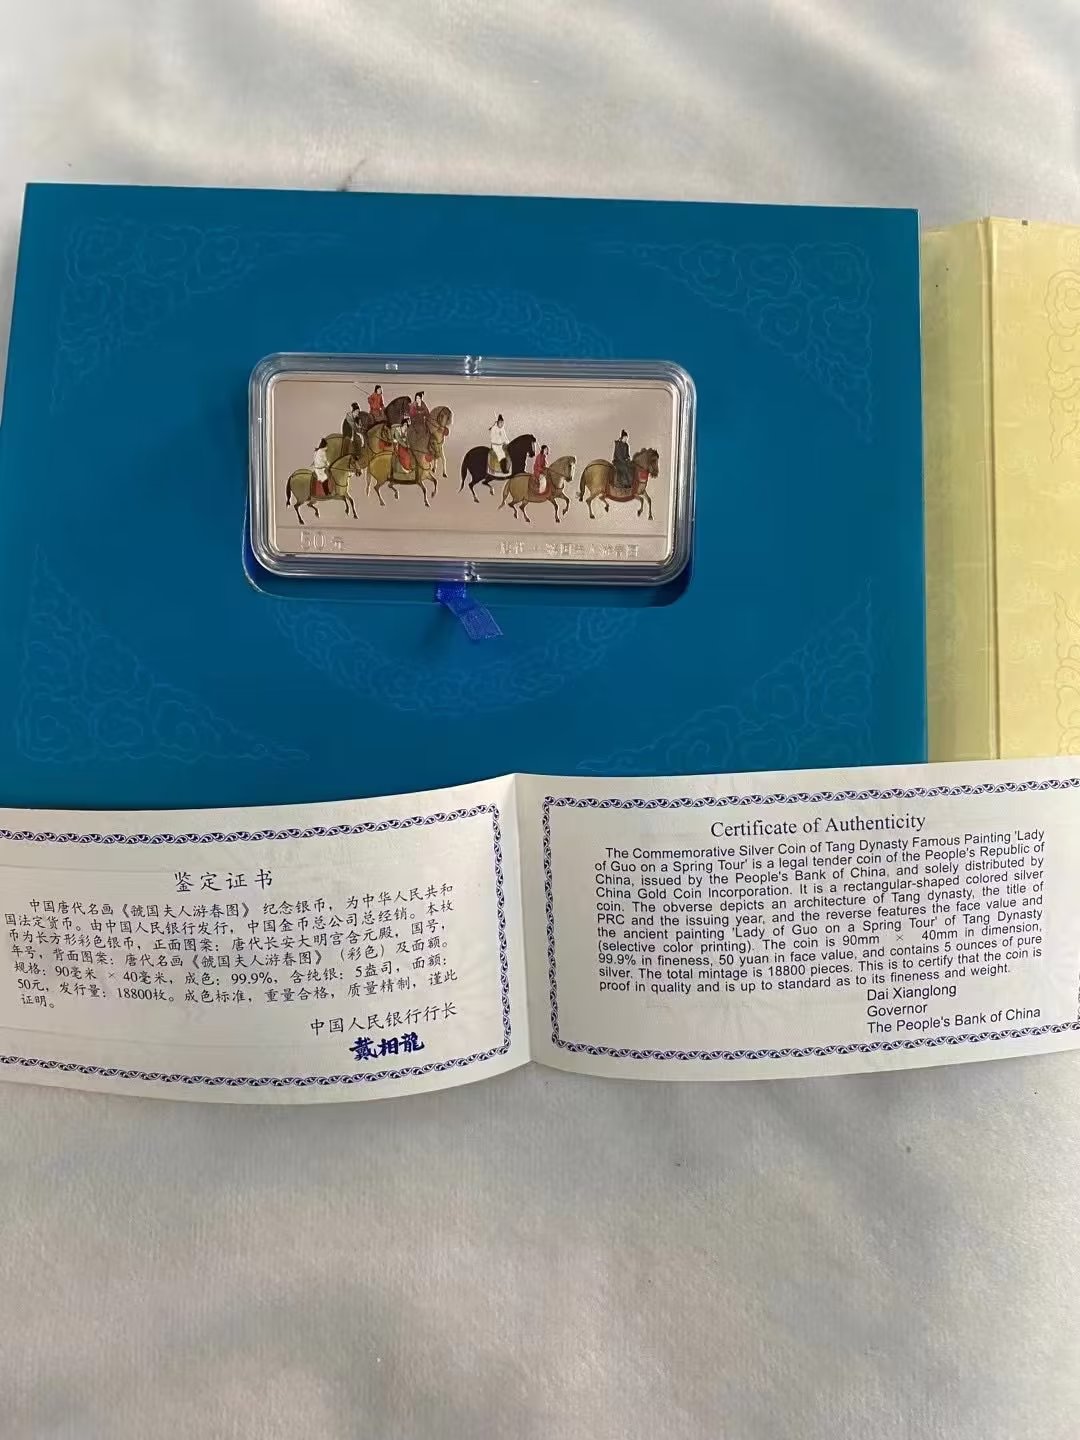 50元
唐代·虢国夫人游春图
鉴定证书
中国唐代名画《虢国夫人游春图》纪念银币，为中华人民共和
国法定货币。由中国人民银行发行，中国金币总公司总经销。本枚
币为长方形彩色银币，正面图案：唐代长安大明宫含元殿，国号，
年号，背面图案：唐代名画《虢国夫人游春图》（彩色）及面额。
规格：90毫米 × 40毫米，成色：99.9%，含纯银：5盎司，面额：
50元，发行量：18800枚。成色标准，重量合格，质量精制，谨此
证明。
中国人民银行行长
戴相龍
Certificate of Authenticity
The Commemorative Silver Coin of Tang Dynasty Famous Painting 'Lady
of Guo on a Spring Tour' is a legal tender coin of the People's Republic of
China, issued by the People's Bank of China, and solely distributed by
China Gold Coin Incorporation. It is a rectangular-shaped colored silver
coin. The obverse depicts an architecture of Tang dynasty, the title of
PRC and the issuing year, and the reverse features the face value and
the ancient painting 'Lady of Guo on a Spring Tour' of Tang Dynasty
(selective color printing). The coin is 90mm × 40mm in dimension,
99.9% in fineness, 50 yuan in face value, and contains 5 ounces of pure
silver. The total mintage is 18800 pieces. This is to certify that the coin is
proof in quality and is up to standard as to its fineness and weight.
Dai Xianglong
Governor
The People's Bank of China